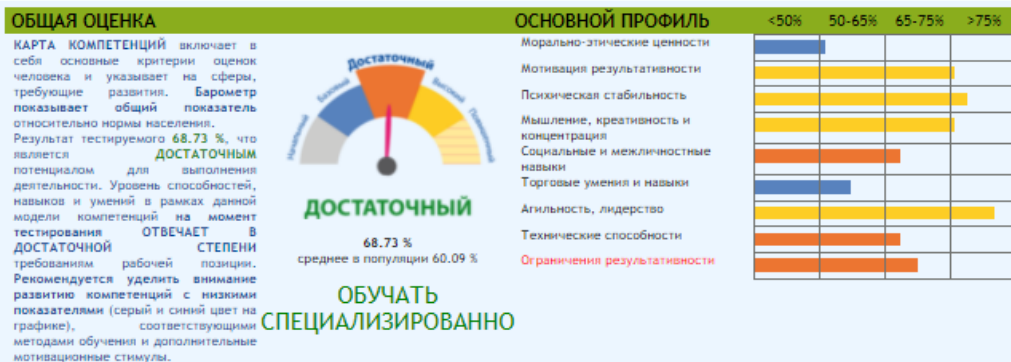 ОБЩАЯ ОЦЕНКА
КАРТА КОМПЕТЕНЦИЙ включает в
себя основные критерии оценок
человека и указывает на сферы,
требующие развития. Барометр
показывает общий показатель
относительно нормы населения.
Результат тестируемого 68.73 %, что
является ДОСТАТОЧНЫМ
потенциалом для выполнения
деятельности. Уровень способностей,
навыков и умений в рамках данной
модели компетенций на момент
тестирования ОТВЕЧАЕТ В
ДОСТАТОЧНОЙ СТЕПЕНИ
требованиям рабочей позиции.
Рекомендуется уделить внимание
развитию компетенций с низкими
показателями (серый и синий цвет на
графике), соответствующими
методами обучения и дополнительные
мотивационные стимулы.
Начальный
Базовый
Достаточный
Высокий
ДОСТАТОЧНЫЙ
68.73 %
среднее в популяции 60.09 %
ОБУЧАТЬ
СПЕЦИАЛИЗИРОВАННО
ОСНОВНОЙ ПРОФИЛЬ <50% 50-65% 65-75% >75%
Морально-этические ценности
Мотивация результативности
Психическая стабильность
Мышление, креативность и
концентрация
Социальные и межличностные
навыки
Торговые умения и навыки
Агильность, лидерство
Технические способности
Ограничения результативности